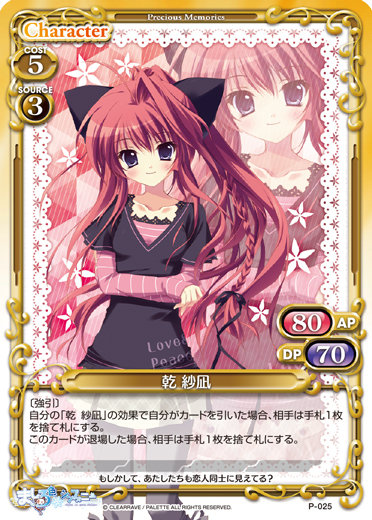 Precious Memories
Character
COST
5
SOURCE
3
Love&
Peace
80 AP
DP 70
乾 紗凪
〔強引〕
自分の「乾 紗凪」の効果で自分がカードを引いた場合、相手は手札1枚
を捨て札にする。
このカードが退場した場合、相手は手札1枚を捨て札にする。
もしかして、あたしたちも恋人同士に見えてる?
© CLEARRAVE / PALETTE ALL RIGHTS RESERVED.
P-025